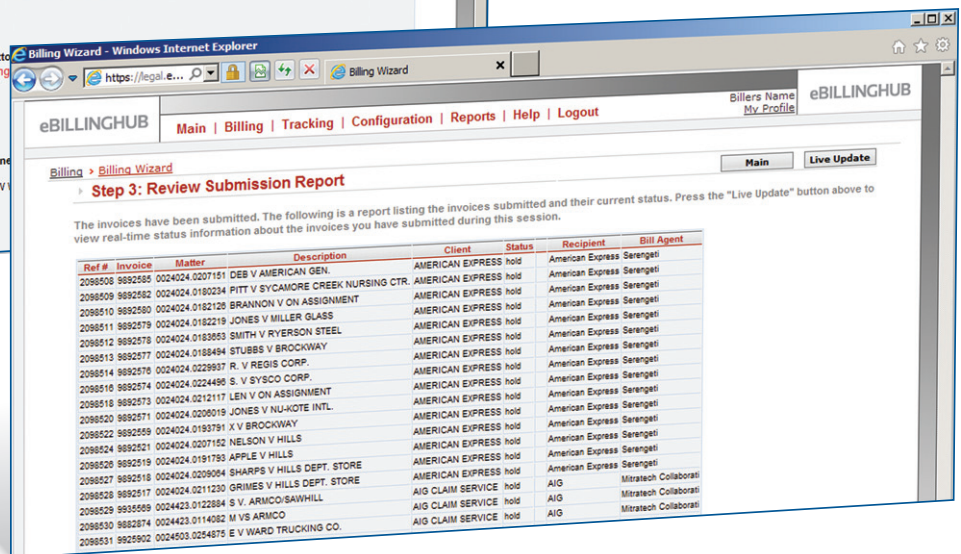 Billing Wizard - Windows Internet Explorer
https://legal.e...
Billing Wizard
eBILLINGHUB
Main | Billing | Tracking | Configuration | Reports | Help | Logout
Billers Name
My Profile
eBILLINGHUB
Billing > Billing Wizard
Step 3: Review Submission Report
Main
Live Update
The invoices have been submitted. The following is a report listing the invoices submitted and their current status. Press the "Live Update" button above to
view real-time status information about the invoices you have submitted during this session.
Ref # Invoice Matter Description Client Status Recipient Bill Agent
2098508 9892585 0024024.0207151 DEB V AMERICAN GEN. AMERICAN EXPRESS hold American Express Serengeti
2098509 9892582 0024024.0180234 PITT V SYCAMORE CREEK NURSING CTR. AMERICAN EXPRESS hold American Express Serengeti
2098510 9892580 0024024.0182126 BRANNON V ON ASSIGNMENT AMERICAN EXPRESS hold American Express Serengeti
2098511 9892579 0024024.0182219 JONES V MILLER GLASS AMERICAN EXPRESS hold American Express Serengeti
2098512 9892578 0024024.0183653 SMITH V RYERSON STEEL AMERICAN EXPRESS hold American Express Serengeti
2098513 9892577 0024024.0188494 STUBBS V BROCKWAY AMERICAN EXPRESS hold American Express Serengeti
2098514 9892576 0024024.0229937 R. V REGIS CORP. AMERICAN EXPRESS hold American Express Serengeti
2098516 9892574 0024024.0224496 S. V SYSCO CORP. AMERICAN EXPRESS hold American Express Serengeti
2098518 9892573 0024024.0212117 LEN V ON ASSIGNMENT AMERICAN EXPRESS hold American Express Serengeti
2098520 9892571 0024024.0206019 JONES V NU-KOTE INTL. AMERICAN EXPRESS hold American Express Serengeti
2098522 9892559 0024024.0193791 X V BROCKWAY AMERICAN EXPRESS hold American Express Serengeti
2098524 9892521 0024024.0207152 NELSON V HILLS AMERICAN EXPRESS hold American Express Serengeti
2098526 9892519 0024024.0191793 APPLE V HILLS AMERICAN EXPRESS hold American Express Serengeti
2098527 9892518 0024024.0209064 SHARPS V HILLS DEPT. STORE AMERICAN EXPRESS hold American Express Serengeti
2098528 9892517 0024024.0211230 GRIMES V HILLS DEPT. STORE AMERICAN EXPRESS hold American Express Serengeti
2098529 9935569 0024423.0122884 S V. ARMCO/SAWHILL AIG CLAIM SERVICE hold AIG Mitratech Collaborati
2098530 9882874 0024423.0114082 M VS ARMCO AIG CLAIM SERVICE hold AIG Mitratech Collaborati
2098531 9925902 0024503.0254875 E V WARD TRUCKING CO. AIG CLAIM SERVICE hold AIG Mitratech Collaborati